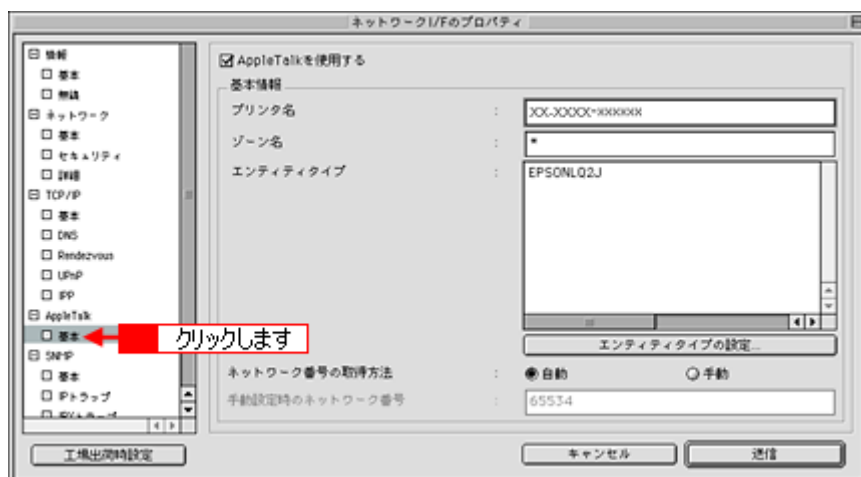 ネットワークI/Fのプロパティ
情報
基本
無線
ネットワーク
基本
セキュリティ
詳細
TCP/IP
基本
DNS
Rendezvous
UPnP
IPP
AppleTalk
基本
クリックします
SNMP
基本
IPトラップ
IPXトラップ
工場出荷時設定
AppleTalkを使用する
基本情報
プリンタ名 : XX-XXXX-xxxxxx
ゾーン名 : *
エンティティタイプ : EPSONLQ2J
エンティティタイプの設定...
ネットワーク番号の取得方法 : 自動 手動
手動設定時のネットワーク番号 : 65534
キャンセル 送信